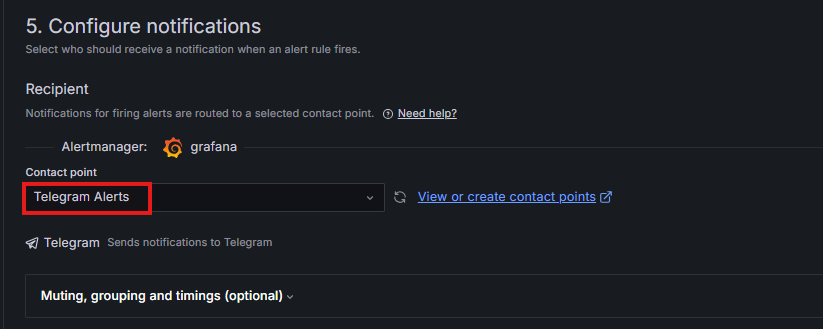 5. Configure notifications
Select who should receive a notification when an alert rule fires.
Recipient
Notifications for firing alerts are routed to a selected contact point. Need help?
Alertmanager: grafana
Contact point
Telegram Alerts View or create contact points
Telegram Sends notifications to Telegram
Muting, grouping and timings (optional)